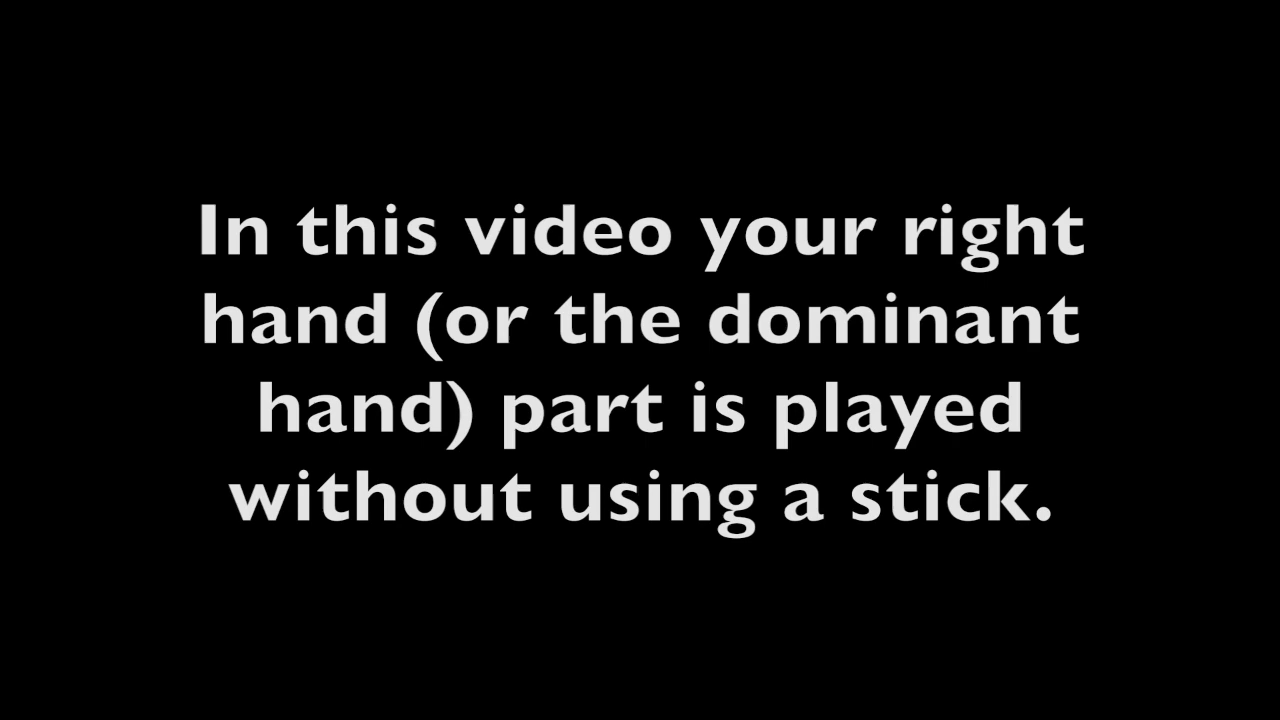 In this video your right
hand (or the dominant
hand) part is played
without using a stick.